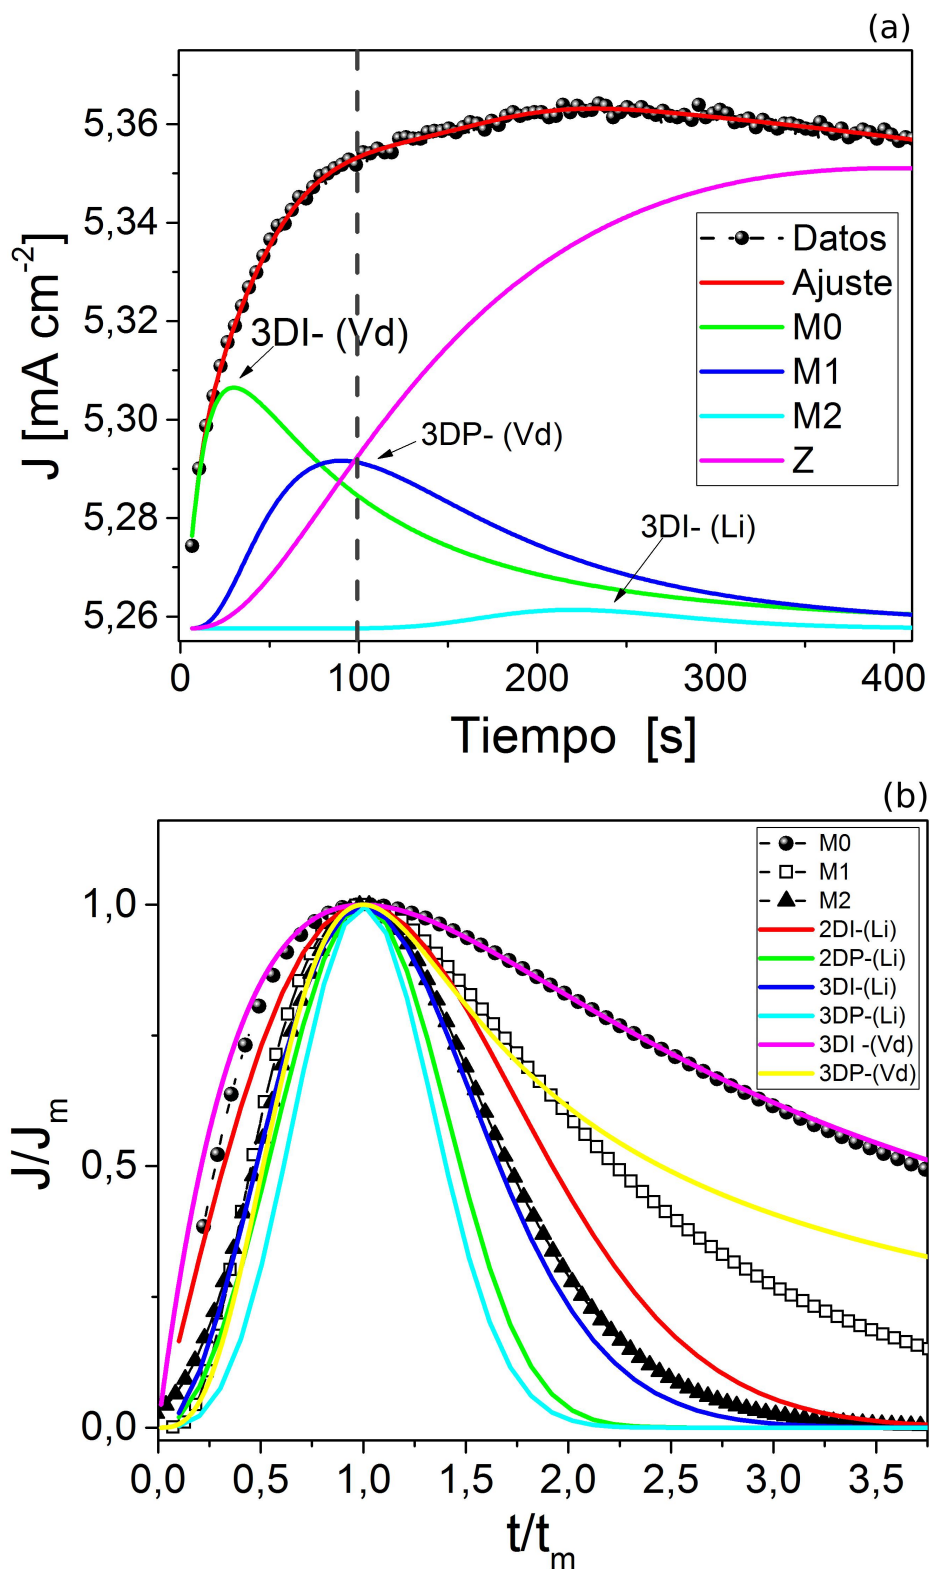 (a)
5,36
5,34
5,32
5,30
5,28
5,26
J [mA cm-2]
3DI- (Vd)
3DP- (Vd)
3DI- (Li)
Datos
Ajuste
M0
M1
M2
Z
0
100
200
300
400
Tiempo [s]
(b)
1,0
0,5
0,0
J/Jm
M0
M1
M2
2DI-(Li)
2DP-(Li)
3DI-(Li)
3DP-(Li)
3DI -(Vd)
3DP-(Vd)
0,0
0,5
1,0
1,5
2,0
2,5
3,0
3,5
t/tm